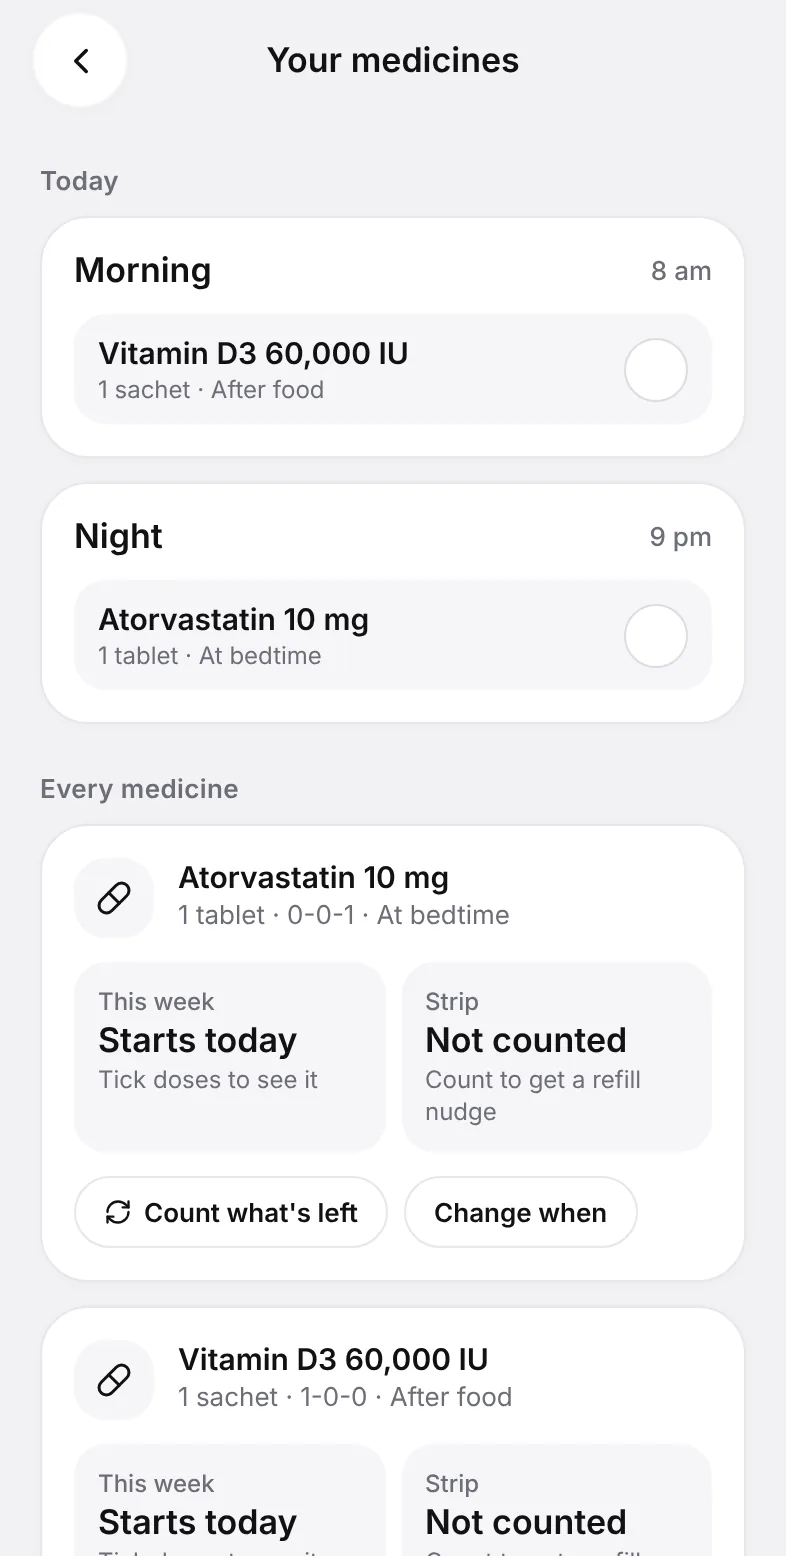 Your medicines
Today
Morning
8 am
Vitamin D3 60,000 IU
1 sachet · After food
Night
9 pm
Atorvastatin 10 mg
1 tablet · At bedtime
Every medicine
Atorvastatin 10 mg
1 tablet · 0-0-1 · At bedtime
This week
Starts today
Tick doses to see it
Strip
Not counted
Count to get a refill
nudge
Count what's left
Change when
Vitamin D3 60,000 IU
1 sachet · 1-0-0 · After food
This week
Starts today
Strip
Not counted